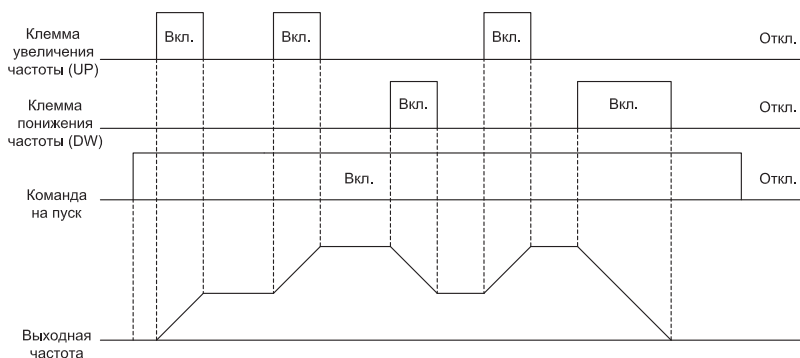 Клемма
увеличения
частоты (UP)
Вкл.
Вкл.
Вкл.
Откл.
Клемма
понижения
частоты (DW)
Вкл.
Вкл.
Откл.
Команда
на пуск
Вкл.
Откл.
Выходная
частота